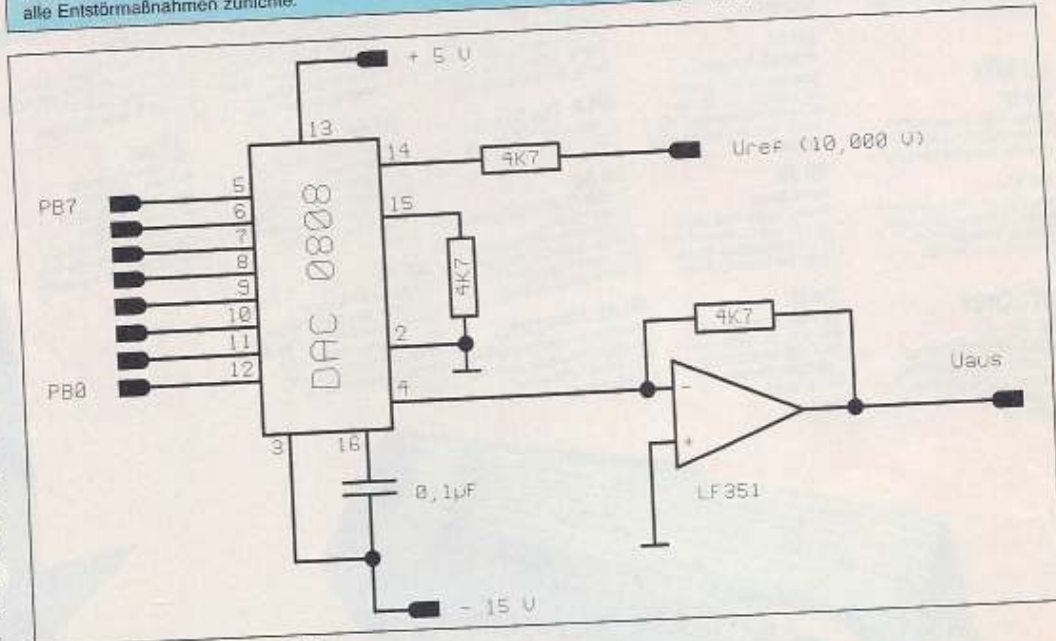 alle Entstörmaßnahmen zunichte.
+ 5 V
13
14
4K7
Uref (10,000 V)
PB7
5
6
7
8
9
10
11
12
PB0
DAC 0808
15
4K7
2
4
4K7
-
+
LF351
Uaus
3
16
0,1µF
- 15 V